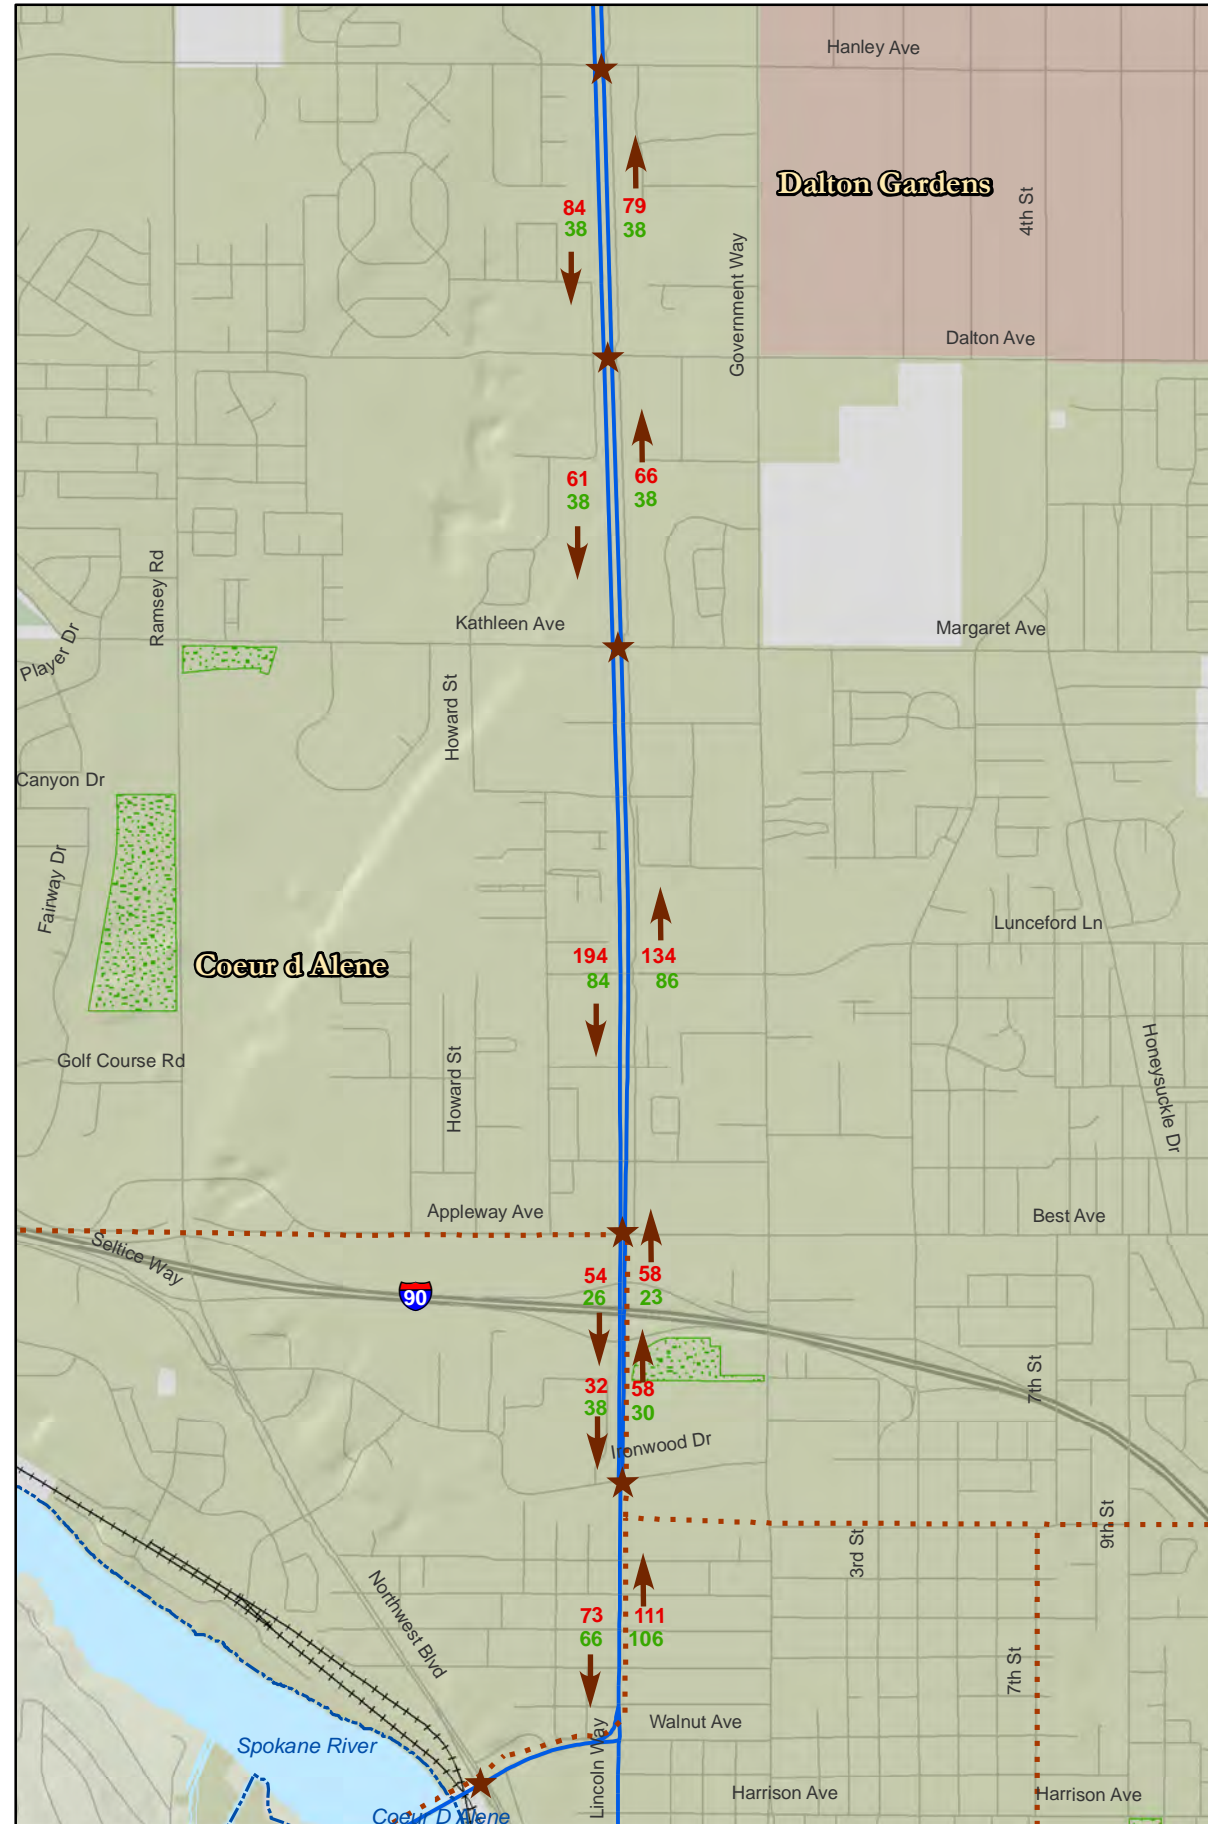 Hanley Ave
Dalton Gardens
4th St
84
79
38
38
Government Way
Dalton Ave
61
66
38
38
Ramsey Rd
Player Dr
Kathleen Ave
Margaret Ave
Howard St
Canyon Dr
Fairway Dr
Lunceford Ln
194
134
84
86
Coeur d Alene
Golf Course Rd
Howard St
Honeysuckle Dr
Appleway Ave
Best Ave
Seltice Way
54
58
26
23
90
32
58
38
30
7th St
Ironwood Dr
9th St
3rd St
Northwest Blvd
73
111
66
106
7th St
Walnut Ave
Lincoln Way
Spokane River
Harrison Ave
Harrison Ave
Coeur D Alene